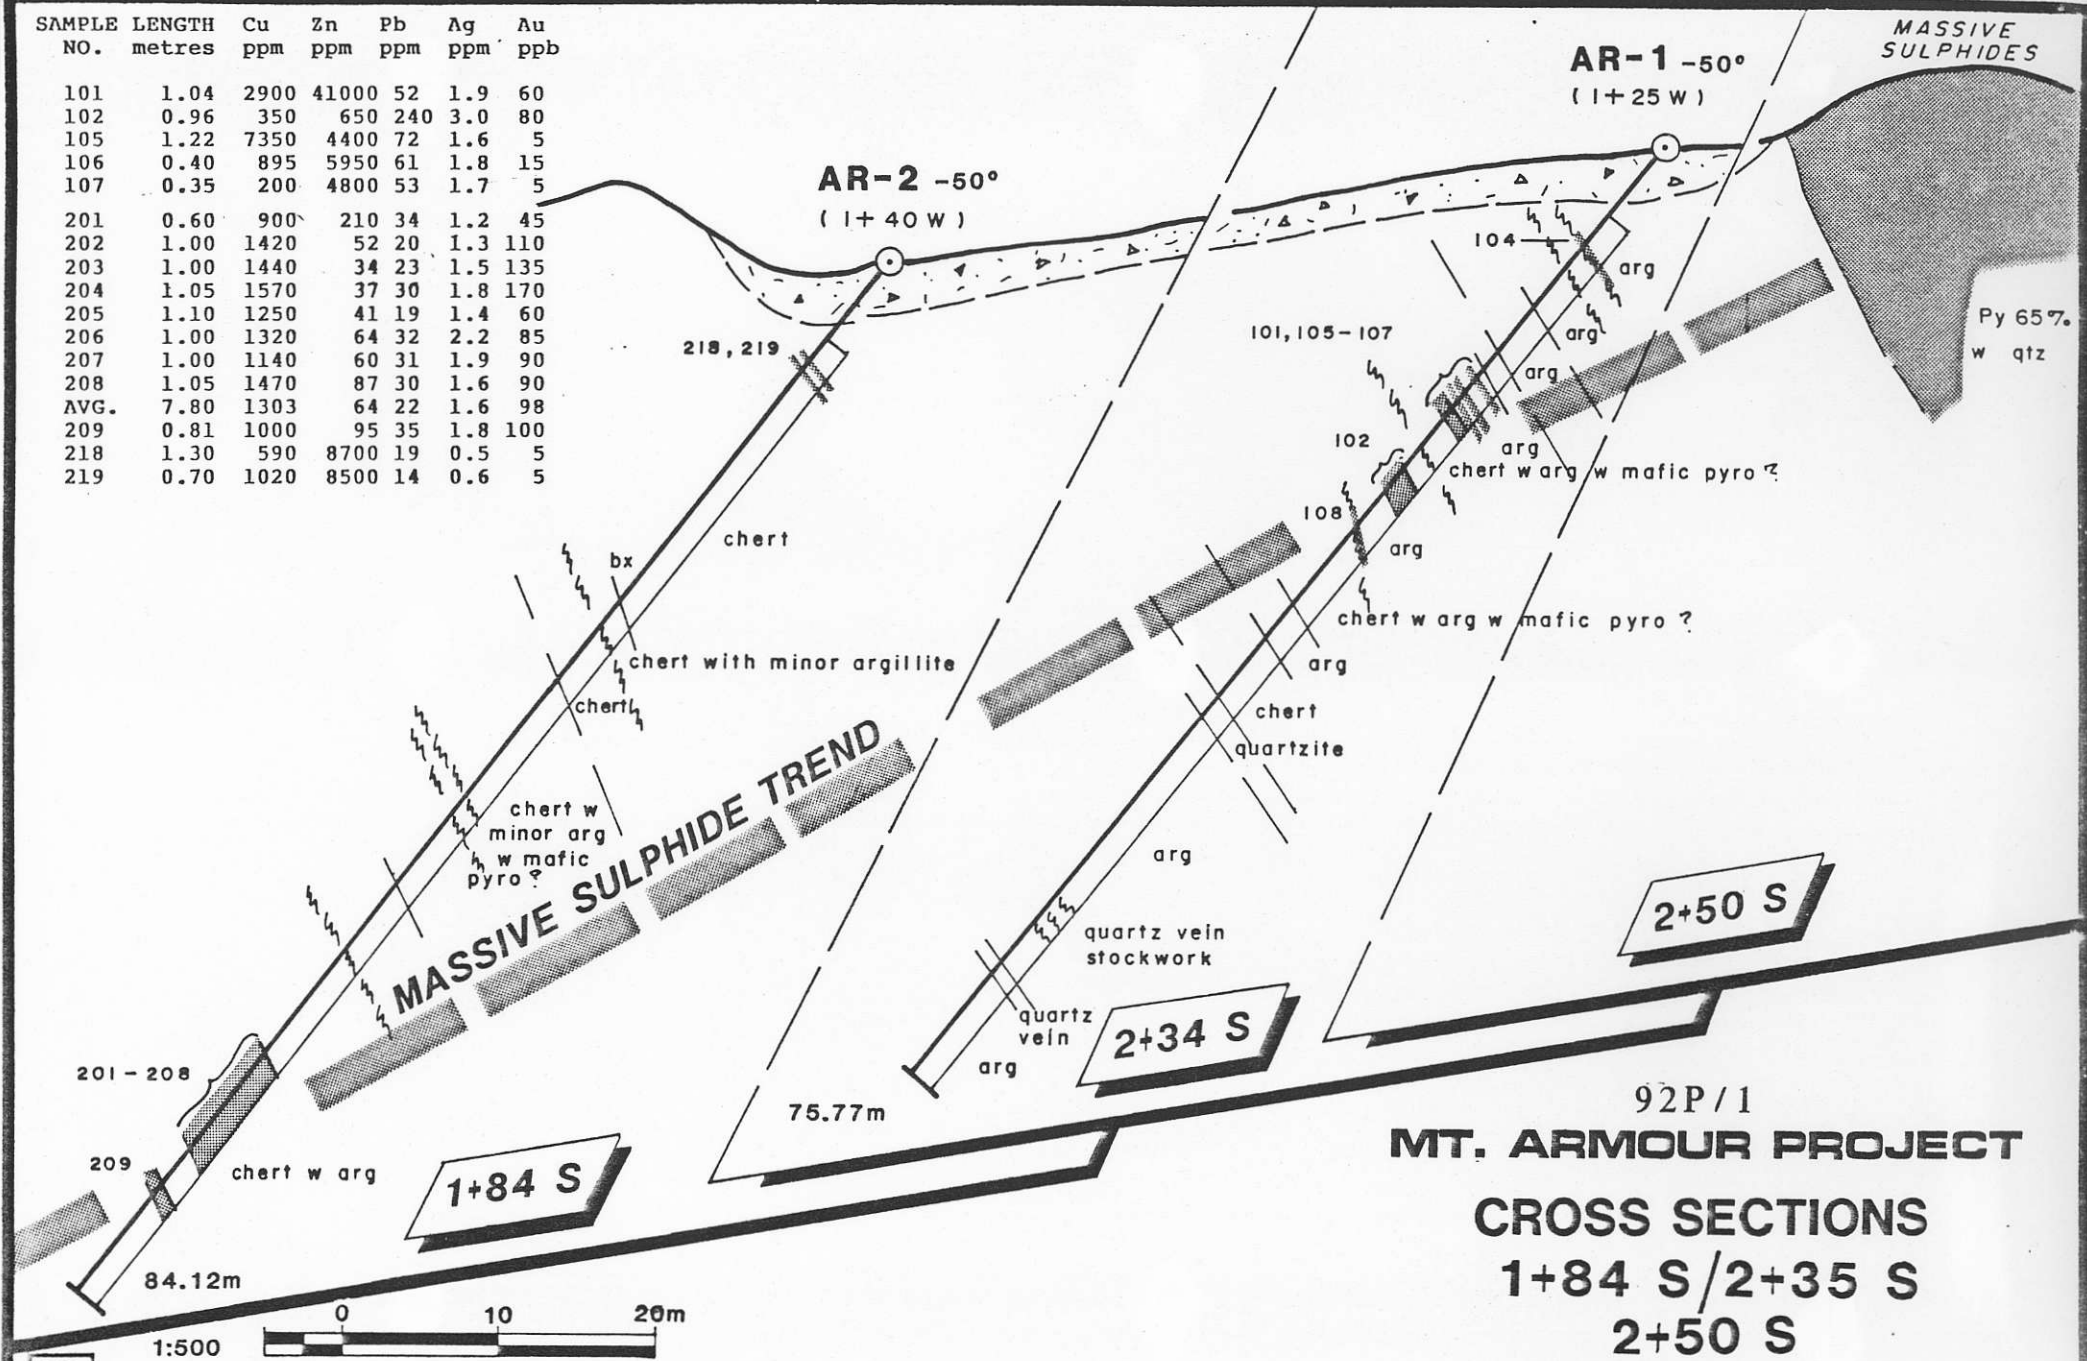 SAMPLE LENGTH Cu Zn Pb Ag Au
NO. metres ppm ppm ppm ppm ppb
101 1.04 2900 41000 52 1.9 60
102 0.96 350 650 240 3.0 80
105 1.22 7350 4400 72 1.6 5
106 0.40 895 5950 61 1.8 15
107 0.35 200 4800 53 1.7 5
201 0.60 900 210 34 1.2 45
202 1.00 1420 52 20 1.3 110
203 1.00 1440 34 23 1.5 135
204 1.05 1570 37 30 1.8 170
205 1.10 1250 41 19 1.4 60
206 1.00 1320 64 32 2.2 85
207 1.00 1140 60 31 1.9 90
208 1.05 1470 87 30 1.6 90
AVG. 7.80 1303 64 22 1.6 98
209 0.81 1000 95 35 1.8 100
218 1.30 590 8700 19 0.5 5
219 0.70 1020 8500 14 0.6 5
MASSIVE
SULPHIDES
AR-1 -50°
(1+25 W)
AR-2 -50°
(1+40 W)
104
arg
Py 65%
w qtz
101,105-107
arg
218,219
arg
102
arg
chert w arg w mafic pyro ?
108
arg
chert
bx
chert w arg w mafic pyro ?
chert with minor argillite
arg
chert
chert
quartzite
MASSIVE SULPHIDE TREND
chert w
minor arg
w mafic
pyro ?
arg
2+50 S
quartz vein
stockwork
quartz
vein
2+34 S
arg
201-208
75.77m
92P/1
MT. ARMOUR PROJECT
209
chert w arg
1+84 S
CROSS SECTIONS
1+84 S/2+35 S
2+50 S
84.12m
0 10 20m
1:500